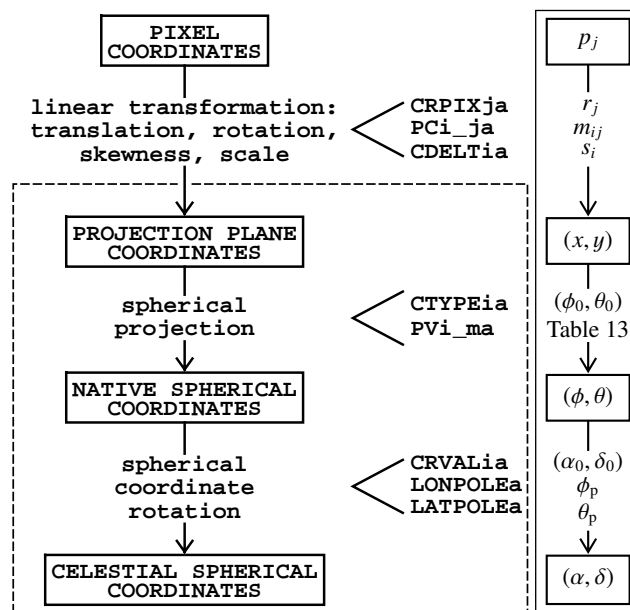 PIXEL
COORDINATES
linear transformation:
translation, rotation,
skewness, scale
CRPIXja
PCi_ja
CDELTia
PROJECTION PLANE
COORDINATES
spherical
projection
CTYPEia
PVi_ma
NATIVE SPHERICAL
COORDINATES
spherical
coordinate
rotation
CRVALia
LONPOLEa
LATPOLEa
CELESTIAL SPHERICAL
COORDINATES
p_j
r_j
m_{ij}
s_i
(x, y)
(ϕ_0, θ_0)
Table 13
(ϕ, θ)
(α_0, δ_0)
ϕ_p
θ_p
(α, δ)